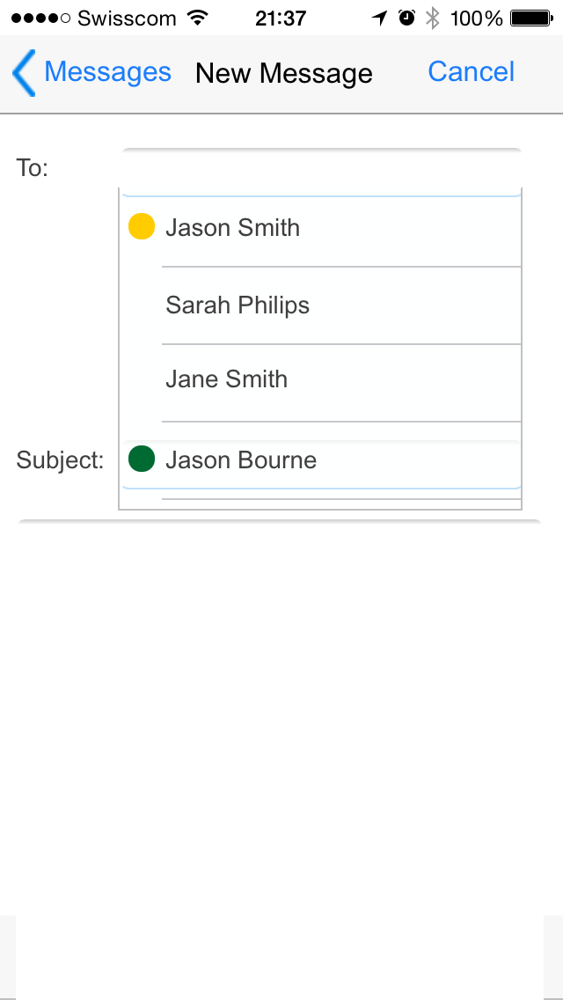 Swisscom 21:37 100%
Messages New Message Cancel
To:
Jason Smith
Sarah Philips
Jane Smith
Subject: Jason Bourne